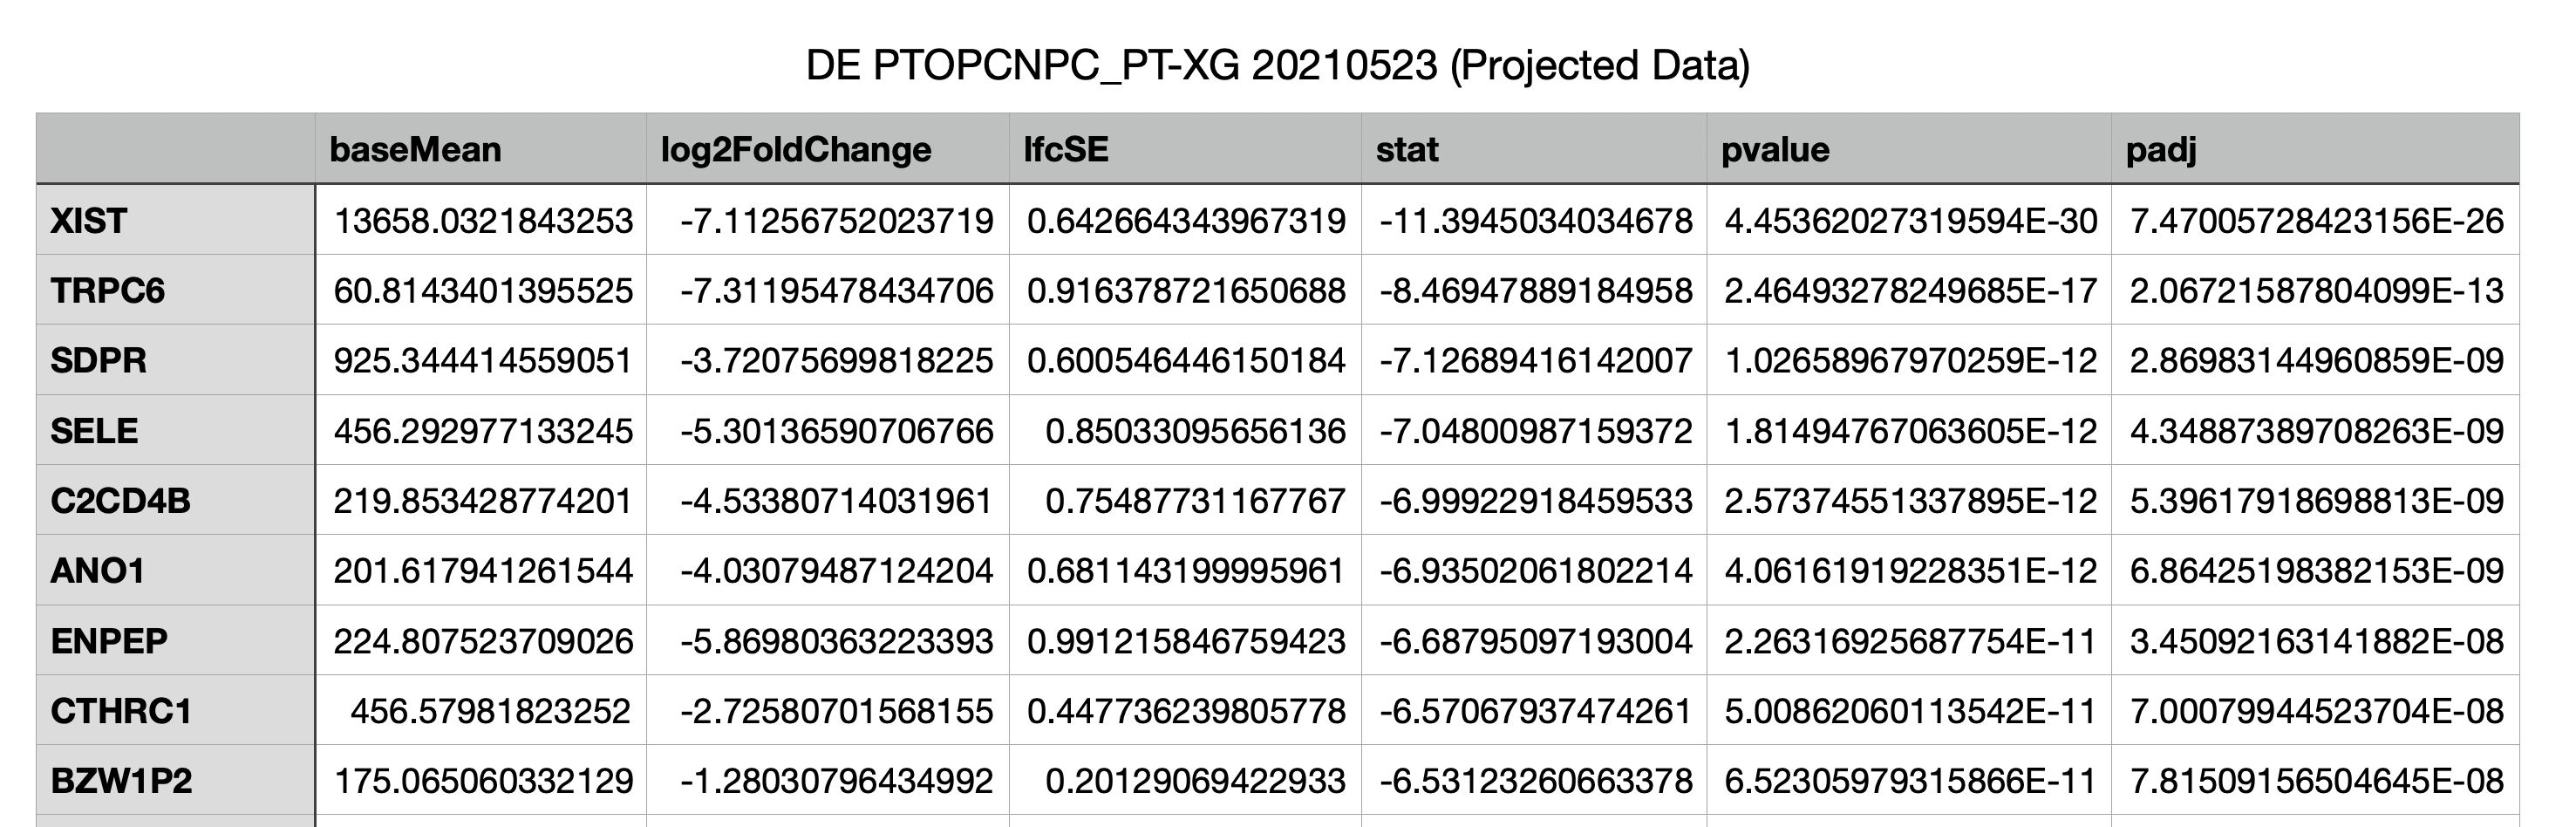 DE PTOPCNPC_PT-XG 20210523 (Projected Data)
baseMean log2FoldChange lfcSE stat pvalue padj
XIST 13658.0321843253 -7.11256752023719 0.642664343967319 -11.3945034034678 4.45362027319594E-30 7.47005728423156E-26
TRPC6 60.8143401395525 -7.31195478434706 0.916378721650688 -8.46947889184958 2.46493278249685E-17 2.06721587804099E-13
SDPR 925.344414559051 -3.72075699818225 0.600546446150184 -7.12689416142007 1.02658967970259E-12 2.86983144960859E-09
SELE 456.292977133245 -5.30136590706766 0.85033095656136 -7.04800987159372 1.81494767063605E-12 4.34887389708263E-09
C2CD4B 219.853428774201 -4.53380714031961 0.75487731167767 -6.99922918459533 2.57374551337895E-12 5.39617918698813E-09
ANO1 201.617941261544 -4.03079487124204 0.681143199995961 -6.93502061802214 4.06161919228351E-12 6.86425198382153E-09
ENPEP 224.807523709026 -5.86980363223393 0.991215846759423 -6.68795097193004 2.26316925687754E-11 3.45092163141882E-08
CTHRC1 456.57981823252 -2.72580701568155 0.447736239805778 -6.57067937474261 5.00862060113542E-11 7.00079944523704E-08
BZW1P2 175.065060332129 -1.28030796434992 0.20129069422933 -6.53123260663378 6.52305979315866E-11 7.81509156504645E-08